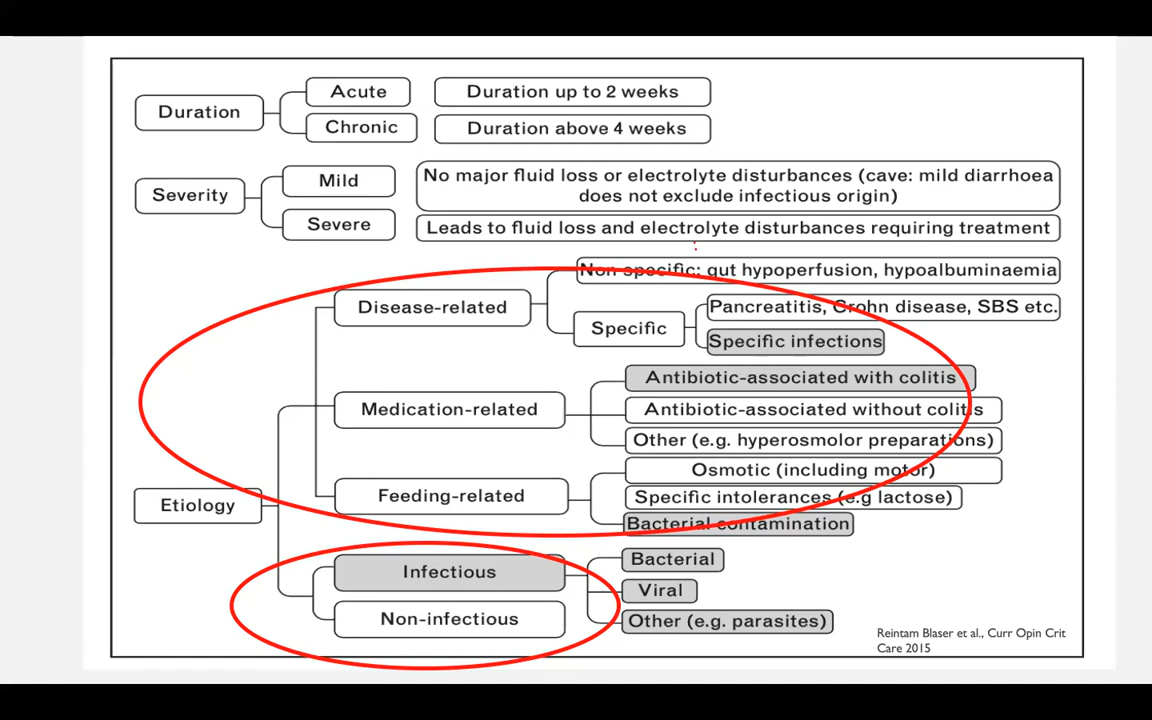 Duration
Acute
Duration up to 2 weeks
Chronic
Duration above 4 weeks
Severity
Mild
No major fluid loss or electrolyte disturbances (cave: mild diarrhoea
does not exclude infectious origin)
Severe
Leads to fluid loss and electrolyte disturbances requiring treatment
Etiology
Disease-related
Non-specific: gut hypoperfusion, hypoalbuminaemia
Specific
Pancreatitis, Crohn disease, SBS etc.
Specific infections
Medication-related
Antibiotic-associated with colitis
Antibiotic-associated without colitis
Other (e.g. hyperosmolor preparations)
Feeding-related
Osmotic (including motor)
Specific intolerances (e.g lactose)
Bacterial contamination
Infectious
Bacterial
Viral
Other (e.g. parasites)
Non-infectious
Reintam Blaser et al., Curr Opin Crit
Care 2015